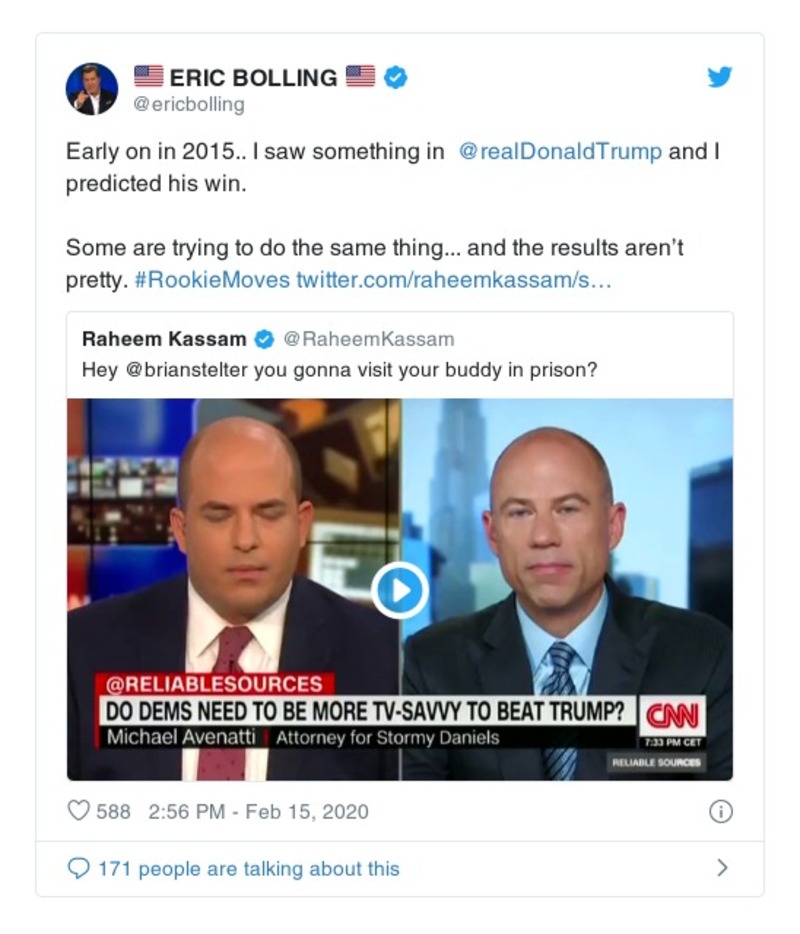 ERIC BOLLING
@ericbolling
Early on in 2015.. I saw something in @realDonaldTrump and I
predicted his win.
Some are trying to do the same thing... and the results aren’t
pretty. #RookieMoves twitter.com/raheemkassam/s…
Raheem Kassam @RaheemKassam
Hey @brianstelter you gonna visit your buddy in prison?
@RELIABLESOURCES
DO DEMS NEED TO BE MORE TV-SAVVY TO BEAT TRUMP?
CNN
Michael Avenatti Attorney for Stormy Daniels
7:33 PM CET
RELIABLE SOURCES
588 2:56 PM - Feb 15, 2020
171 people are talking about this